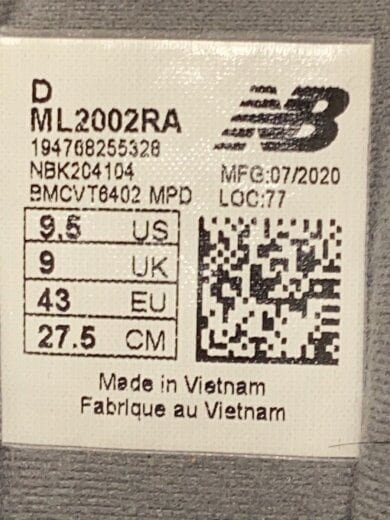 D
ML2002RA
194768255328
NBK204104
BMCVT6402 MPD
NB
MFG:07/2020
LOC:77
9.5 US
9 UK
43 EU
27.5 CM
Made in Vietnam
Fabrique au Vietnam